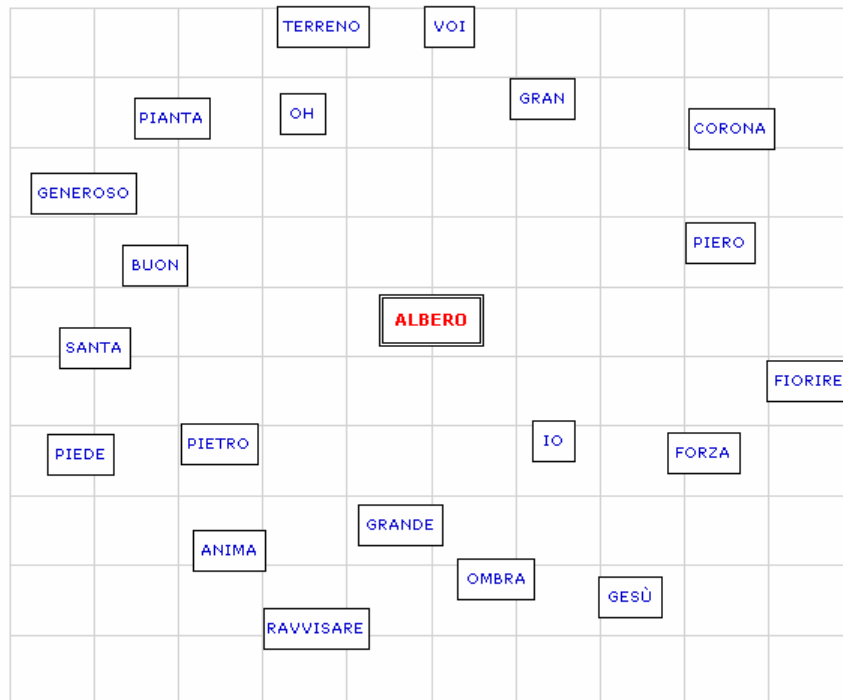 TERRENO
VOI
GRAN
OH
PIANTA
CORONA
GENEROSO
PIERO
BUON
ALBERO
SANTA
FIORIRE
IO
PIETRO
FORZA
PIEDE
GRANDE
ANIMA
OMBRA
GESÙ
RAVVISARE